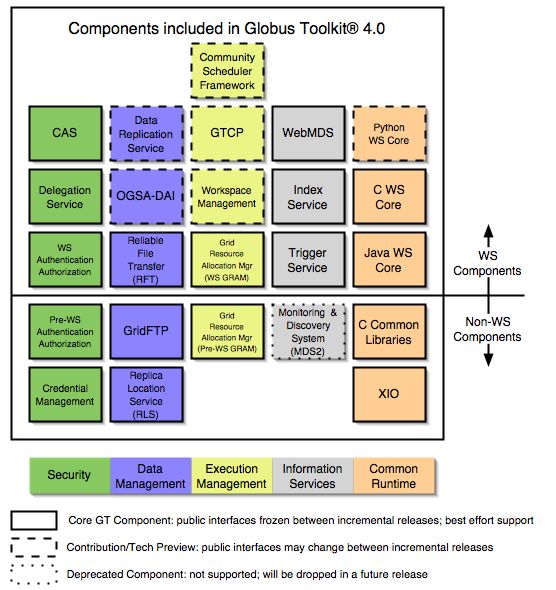 Components included in Globus Toolkit® 4.0
Community
Scheduler
Framework
CAS
Data
Replication
Service
GTCP
WebMDS
Python
WS Core
Delegation
Service
OGSA-DAI
Workspace
Management
Index
Service
C WS
Core
WS
Authentication
Authorization
Reliable
File
Transfer
(RFT)
Grid
Resource
Allocation Mgr
(WS GRAM)
Trigger
Service
Java WS
Core
WS
Components
Non-WS
Components
Pre-WS
Authentication
Authorization
GridFTP
Grid
Resource
Allocation Mgr
(Pre-WS GRAM)
Monitoring &
Discovery
System
(MDS2)
C Common
Libraries
Credential
Management
Replica
Location
Service
(RLS)
XIO
Security
Data
Management
Execution
Management
Information
Services
Common
Runtime
Core GT Component: public interfaces frozen between incremental releases; best effort support
Contribution/Tech Preview: public interfaces may change between incremental releases
Deprecated Component: not supported; will be dropped in a future release